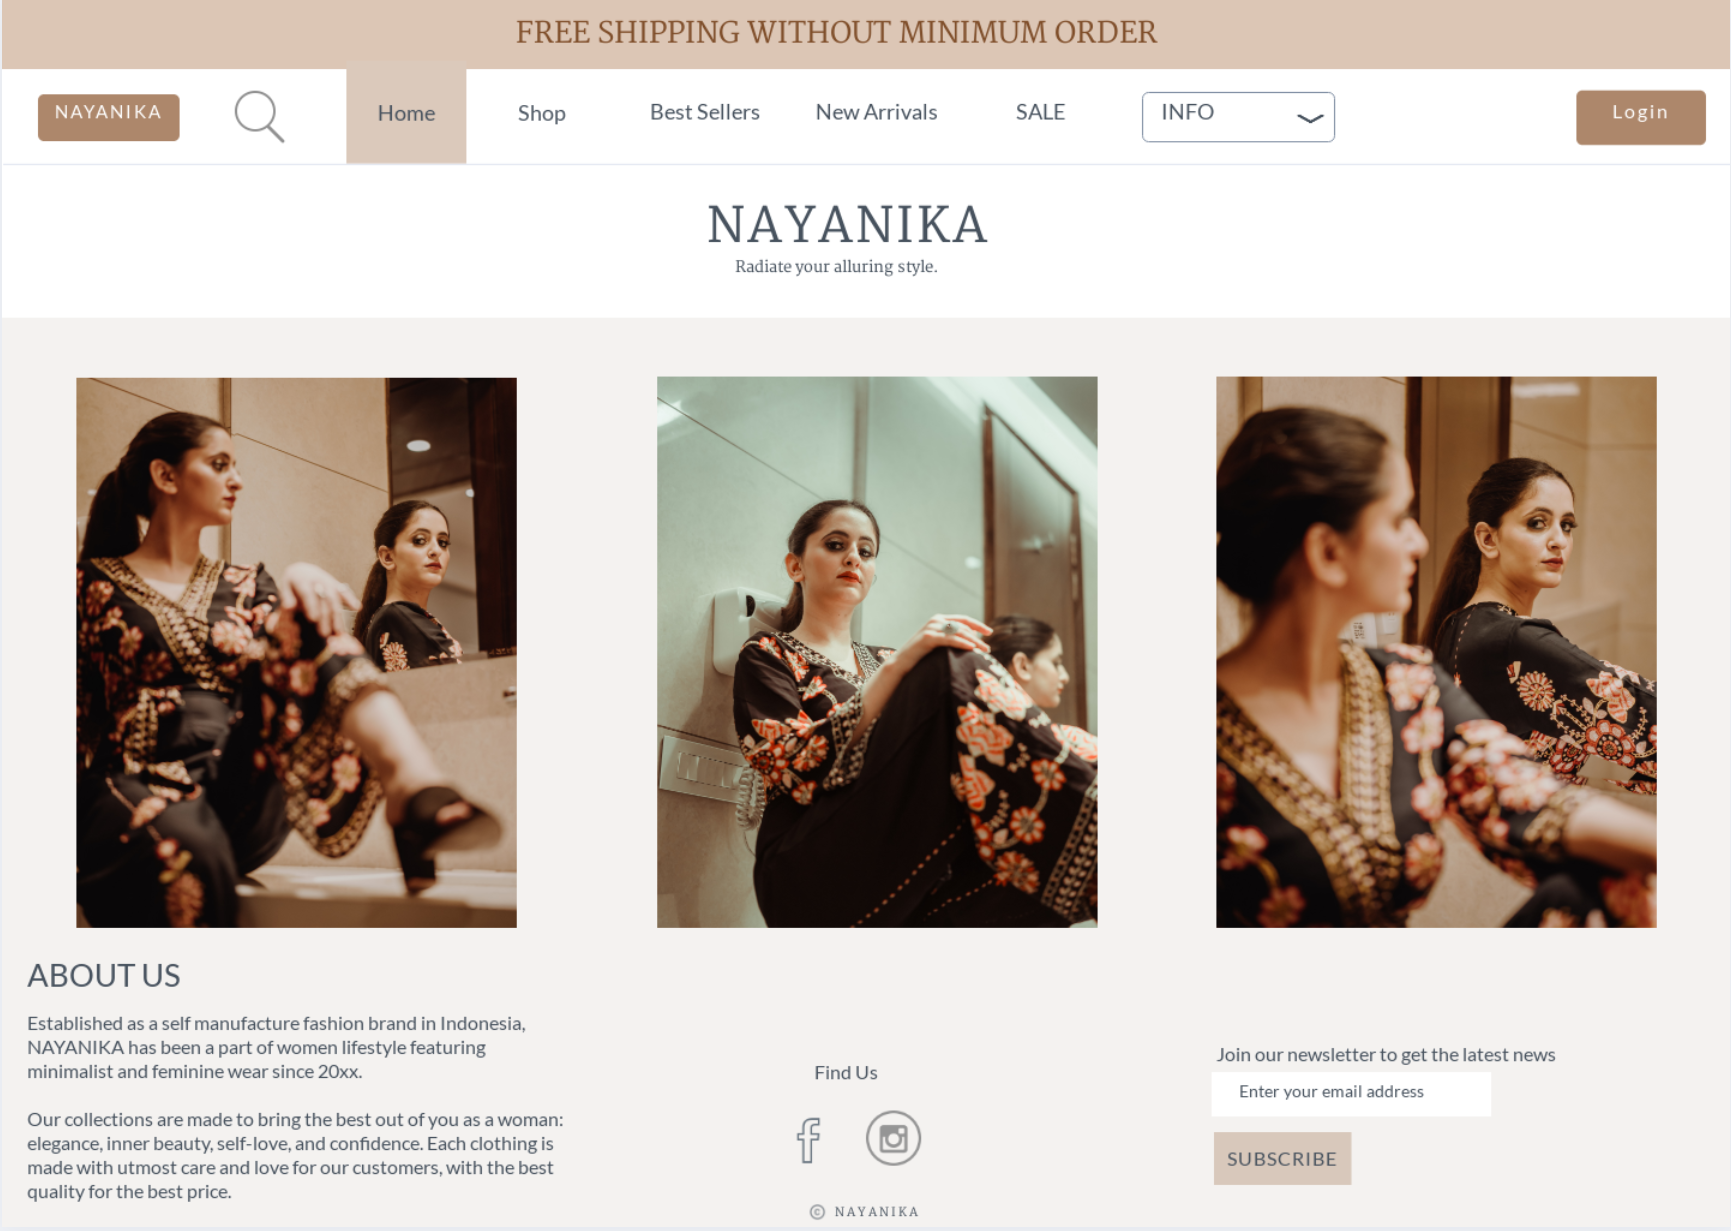 FREE SHIPPING WITHOUT MINIMUM ORDER
NAYANIKA
Home
Shop
Best Sellers
New Arrivals
SALE
INFO
Login
NAYANIKA
Radiate your alluring style.
ABOUT US
Established as a self manufacture fashion brand in Indonesia,
NAYANIKA has been a part of women lifestyle featuring
minimalist and feminine wear since 20xx.
Our collections are made to bring the best out of you as a woman:
elegance, inner beauty, self-love, and confidence. Each clothing is
made with utmost care and love for our customers, with the best
quality for the best price.
Find Us
© NAYANIKA
Join our newsletter to get the latest news
Enter your email address
SUBSCRIBE